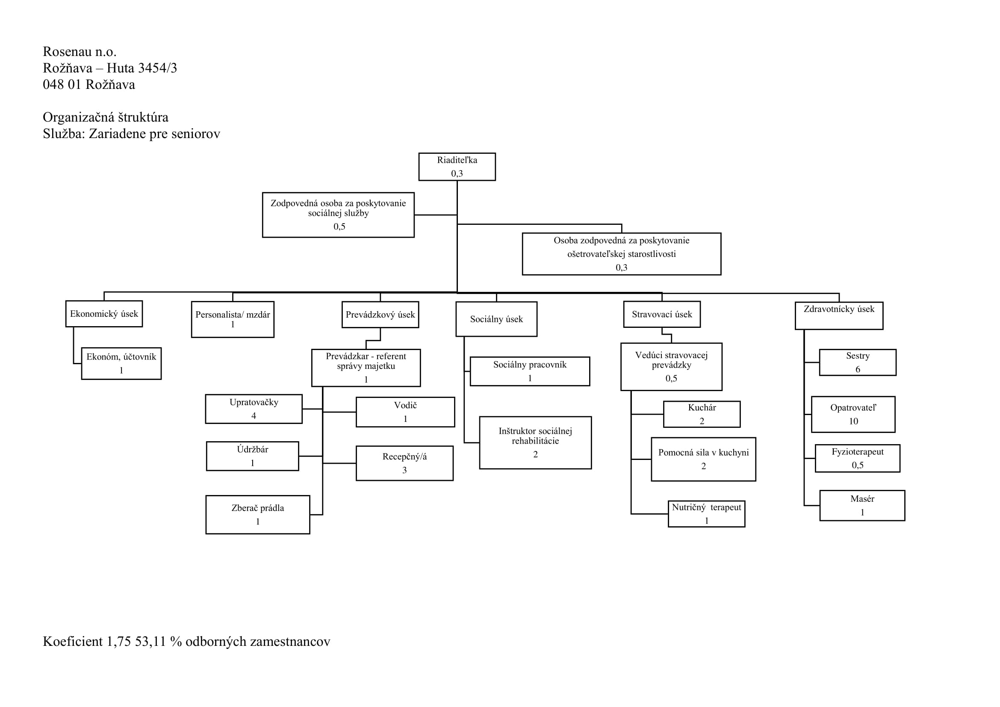 Rosenau n.o.
Rožňava – Huta 3454/3
048 01 Rožňava
Organizačná štruktúra
Služba: Zariadene pre seniorov
Riaditeľka
0,3
Zodpovedná osoba za poskytovanie
sociálnej služby
0,5
Osoba zodpovedná za poskytovanie
ošetrovateľskej starostlivosti
0,3
Ekonomický úsek
Ekonóm, účtovník
1
Personalista/ mzdár
1
Prevádzkový úsek
Prevádzkar - referent
správy majetku
1
Upratovačky
4
Vodič
1
Údržbár
1
Recepčný/á
3
Zberač prádla
1
Sociálny úsek
Sociálny pracovník
1
Inštruktor sociálnej
rehabilitácie
2
Stravovací úsek
Vedúci stravovacej
prevádzky
0,5
Kuchár
2
Pomocná sila v kuchyni
2
Nutričný  terapeut
1
Zdravotnícky úsek
Sestry
6
Opatrovateľ
10
Fyzioterapeut
0,5
Masér
1
Koeficient 1,75 53,11 % odborných zamestnancov